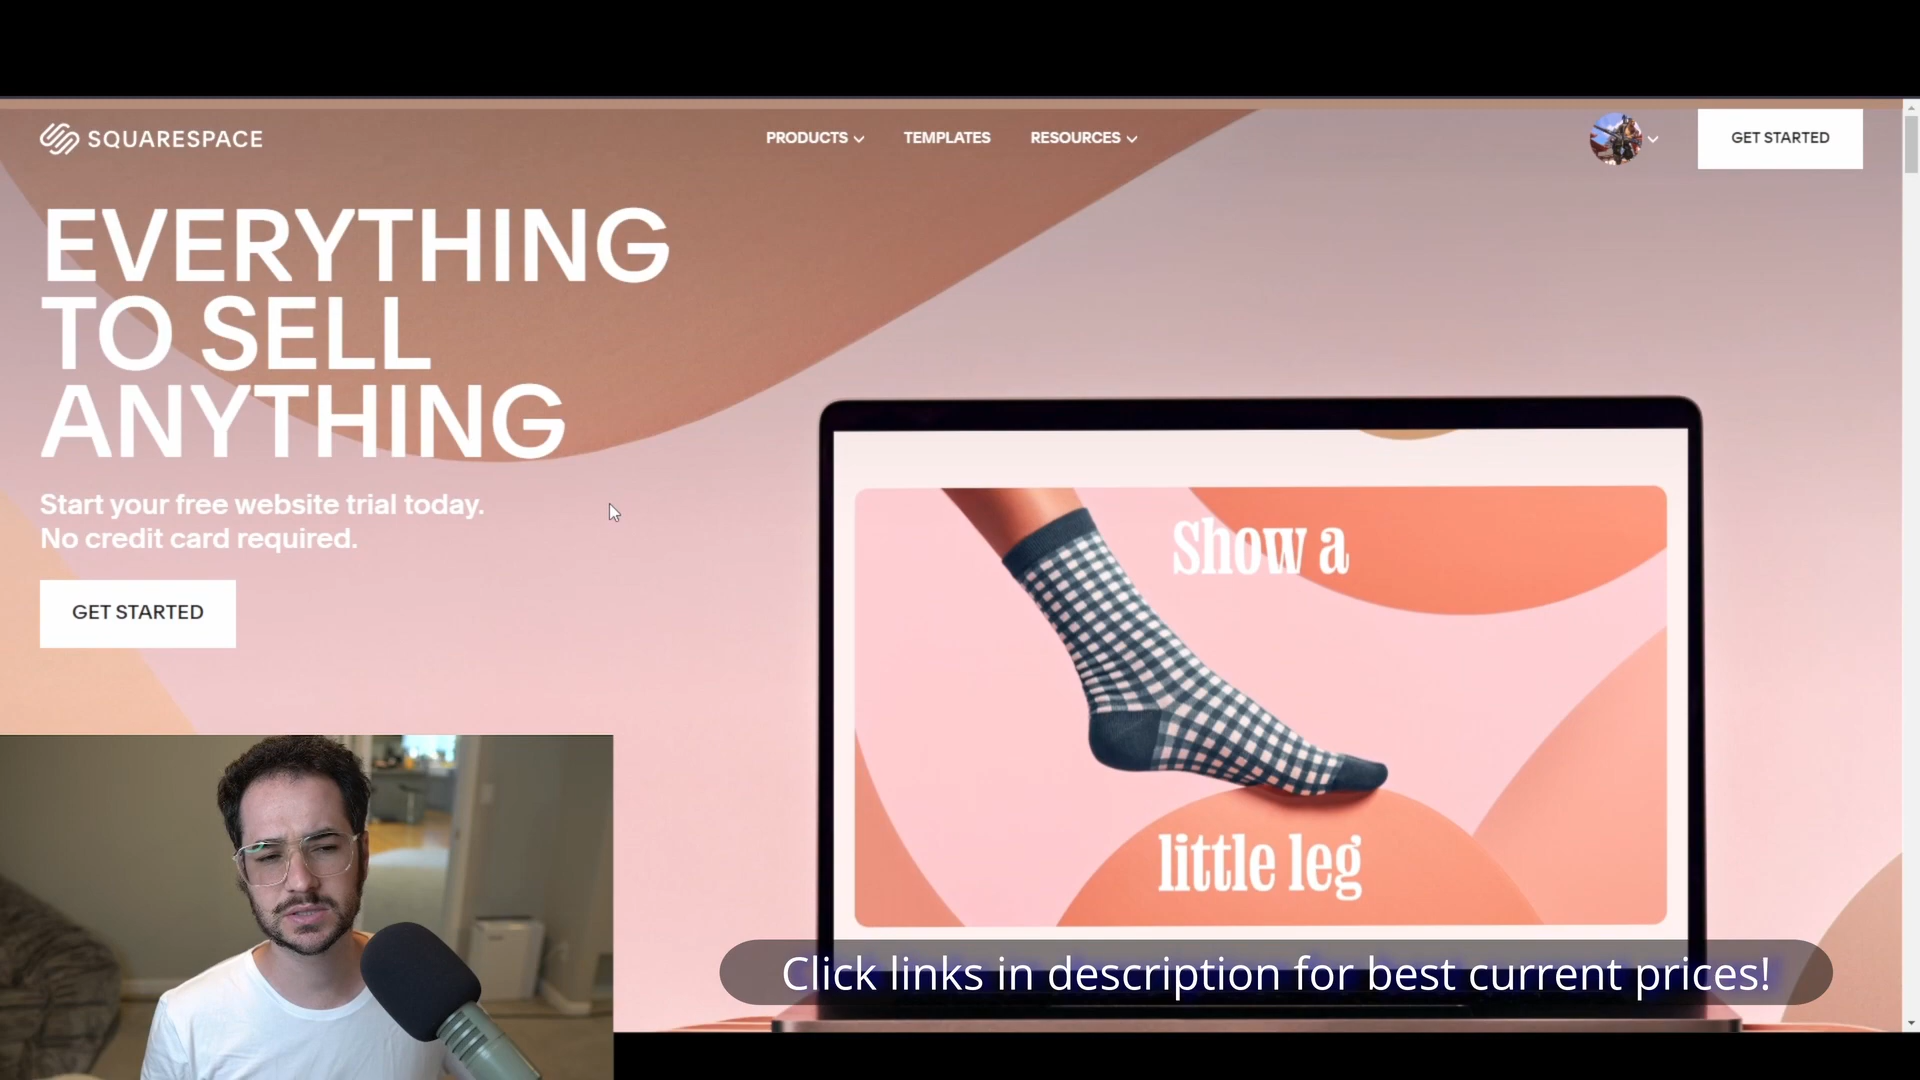 SQUARESPACE
PRODUCTS
TEMPLATES
RESOURCES
GET STARTED
EVERYTHING
TO SELL
ANYTHING
Start your free website trial today.
No credit card required.
GET STARTED
Show a
little leg
Click links in description for best current prices!